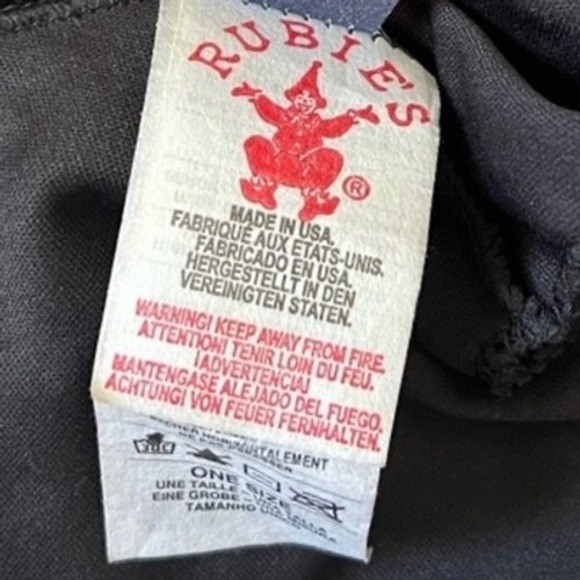 RUBIE'S
®
MADE IN USA.
FABRIQUÉ AUX ETATS-UNIS.
FABRICADO EN USA.
HERGESTELLT IN DEN
VEREINIGTEN STATEN.
WARNING! KEEP AWAY FROM FIRE.
ATTENTION! TENIR LOIN DU FEU.
¡ADVERTENCIA!
MANTENGASE ALEJADO DEL FUEGO.
ACHTUNG! VON FEUER FERNHALTEN.
ONE SIZE
UNE TAILLE
EINE GROBE
TAMANHO